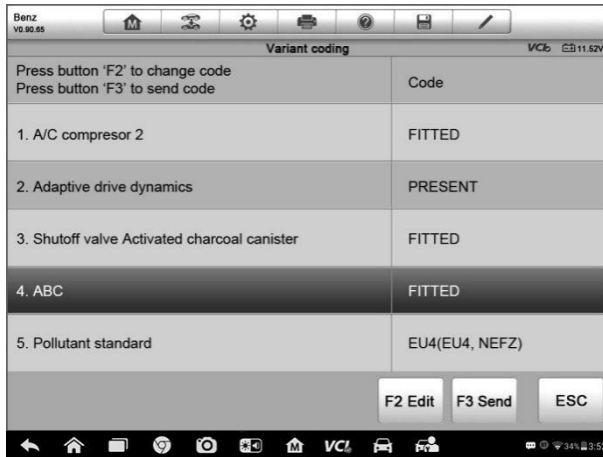 Benz
V0.90.65
Variant coding
VCI
11.52V
Press button ‘F2’ to change code
Press button ‘F3’ to send code
Code
1. A/C compresor 2
FITTED
2. Adaptive drive dynamics
PRESENT
3. Shutoff valve Activated charcoal canister
FITTED
4. ABC
FITTED
5. Pollutant standard
EU4(EU4, NEFZ)
F2 Edit
F3 Send
ESC
VCI
34%